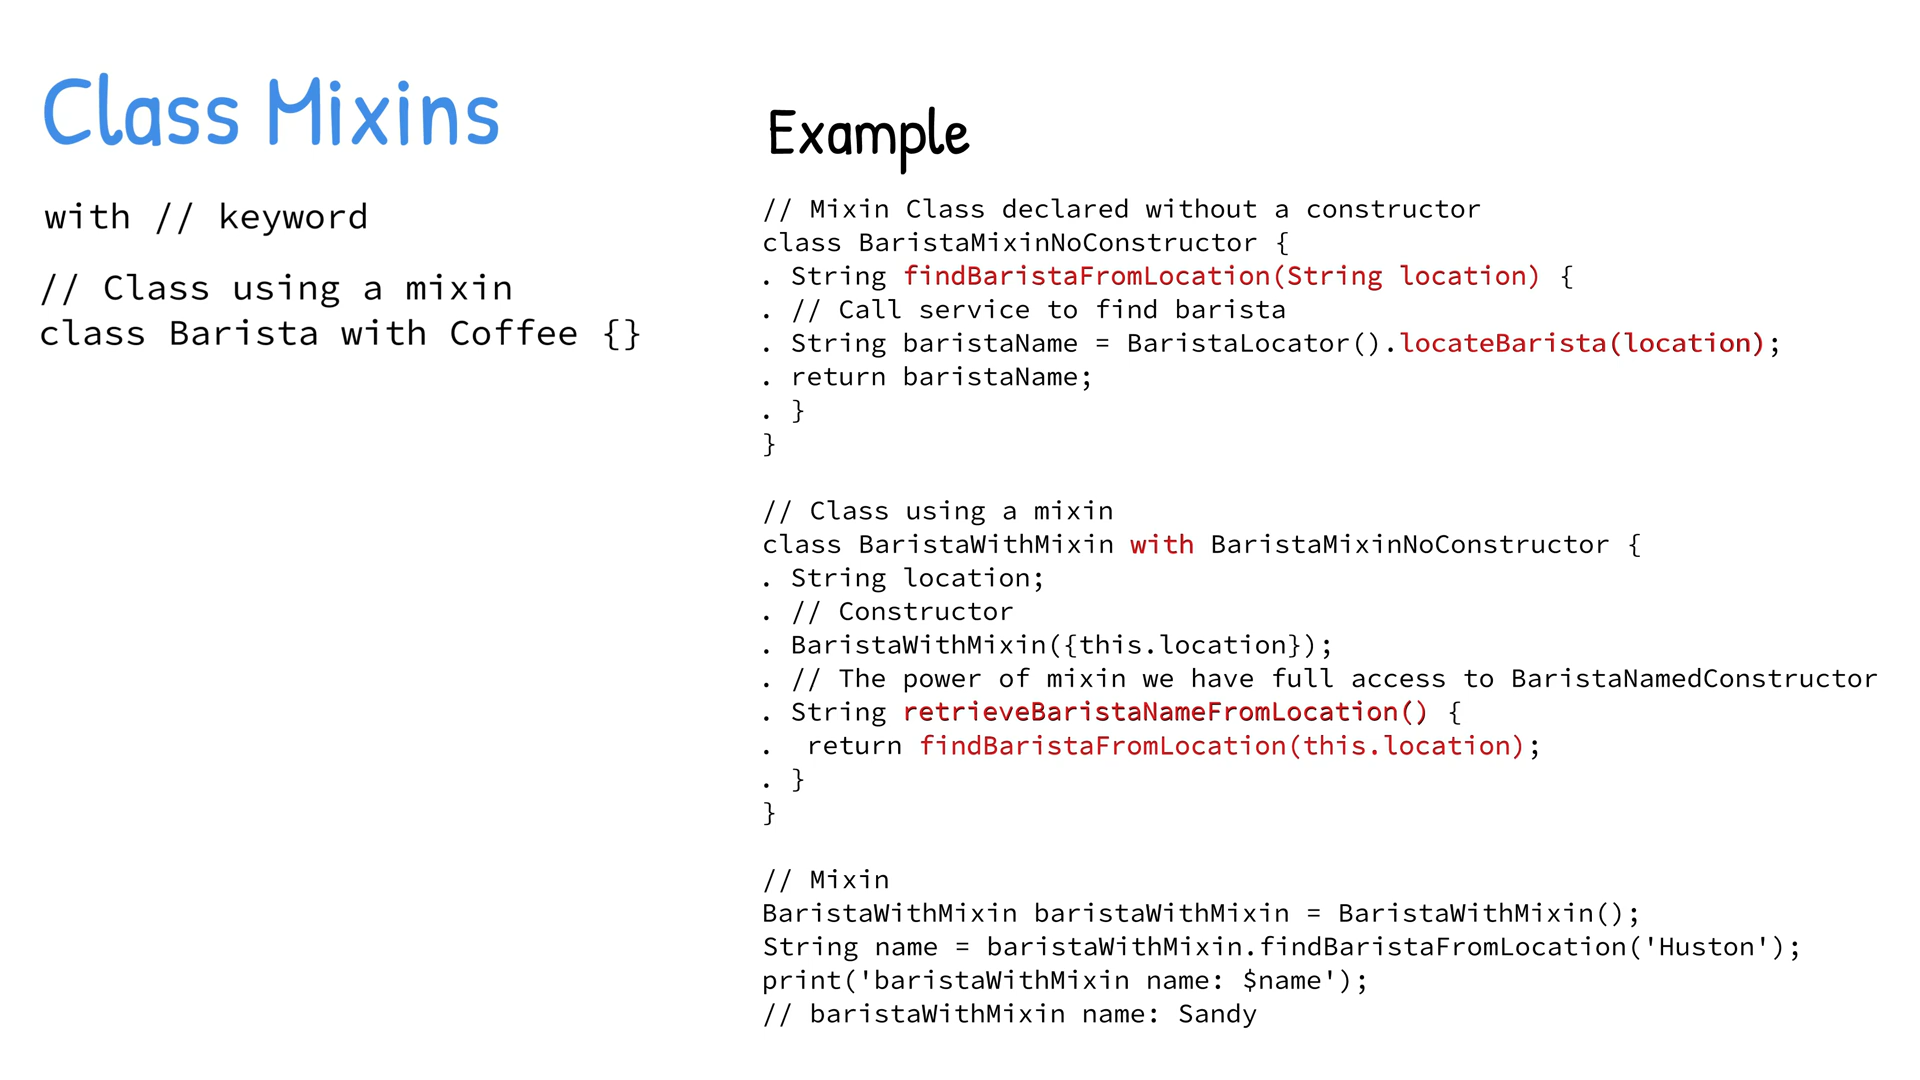 Class Mixins
with // keyword
// Class using a mixin
class Barista with Coffee {}
Example
// Mixin Class declared without a constructor
class BaristaMixinNoConstructor {
. String findBaristaFromLocation(String location) {
. // Call service to find barista
. String baristaName = BaristaLocator().locateBarista(location);
. return baristaName;
. }
}
// Class using a mixin
class BaristaWithMixin with BaristaMixinNoConstructor {
. String location;
. // Constructor
. BaristaWithMixin({this.location});
. // The power of mixin we have full access to BaristaNamedConstructor
. String retrieveBaristaNameFromLocation() {
.  return findBaristaFromLocation(this.location);
. }
}
// Mixin
BaristaWithMixin baristaWithMixin = BaristaWithMixin();
String name = baristaWithMixin.findBaristaFromLocation('Huston');
print('baristaWithMixin name: $name');
// baristaWithMixin name: Sandy